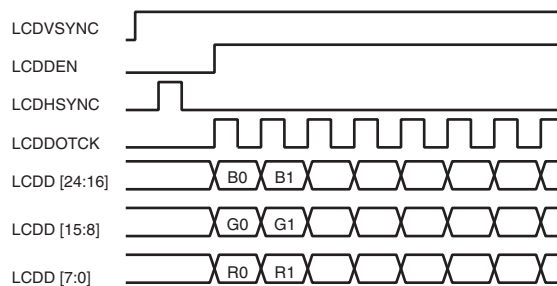 LCDVSYNC
LCDDEN
LCDHSYNC
LCDDOTCK
LCDD [24:16] B0 B1
LCDD [15:8] G0 G1
LCDD [7:0] R0 R1